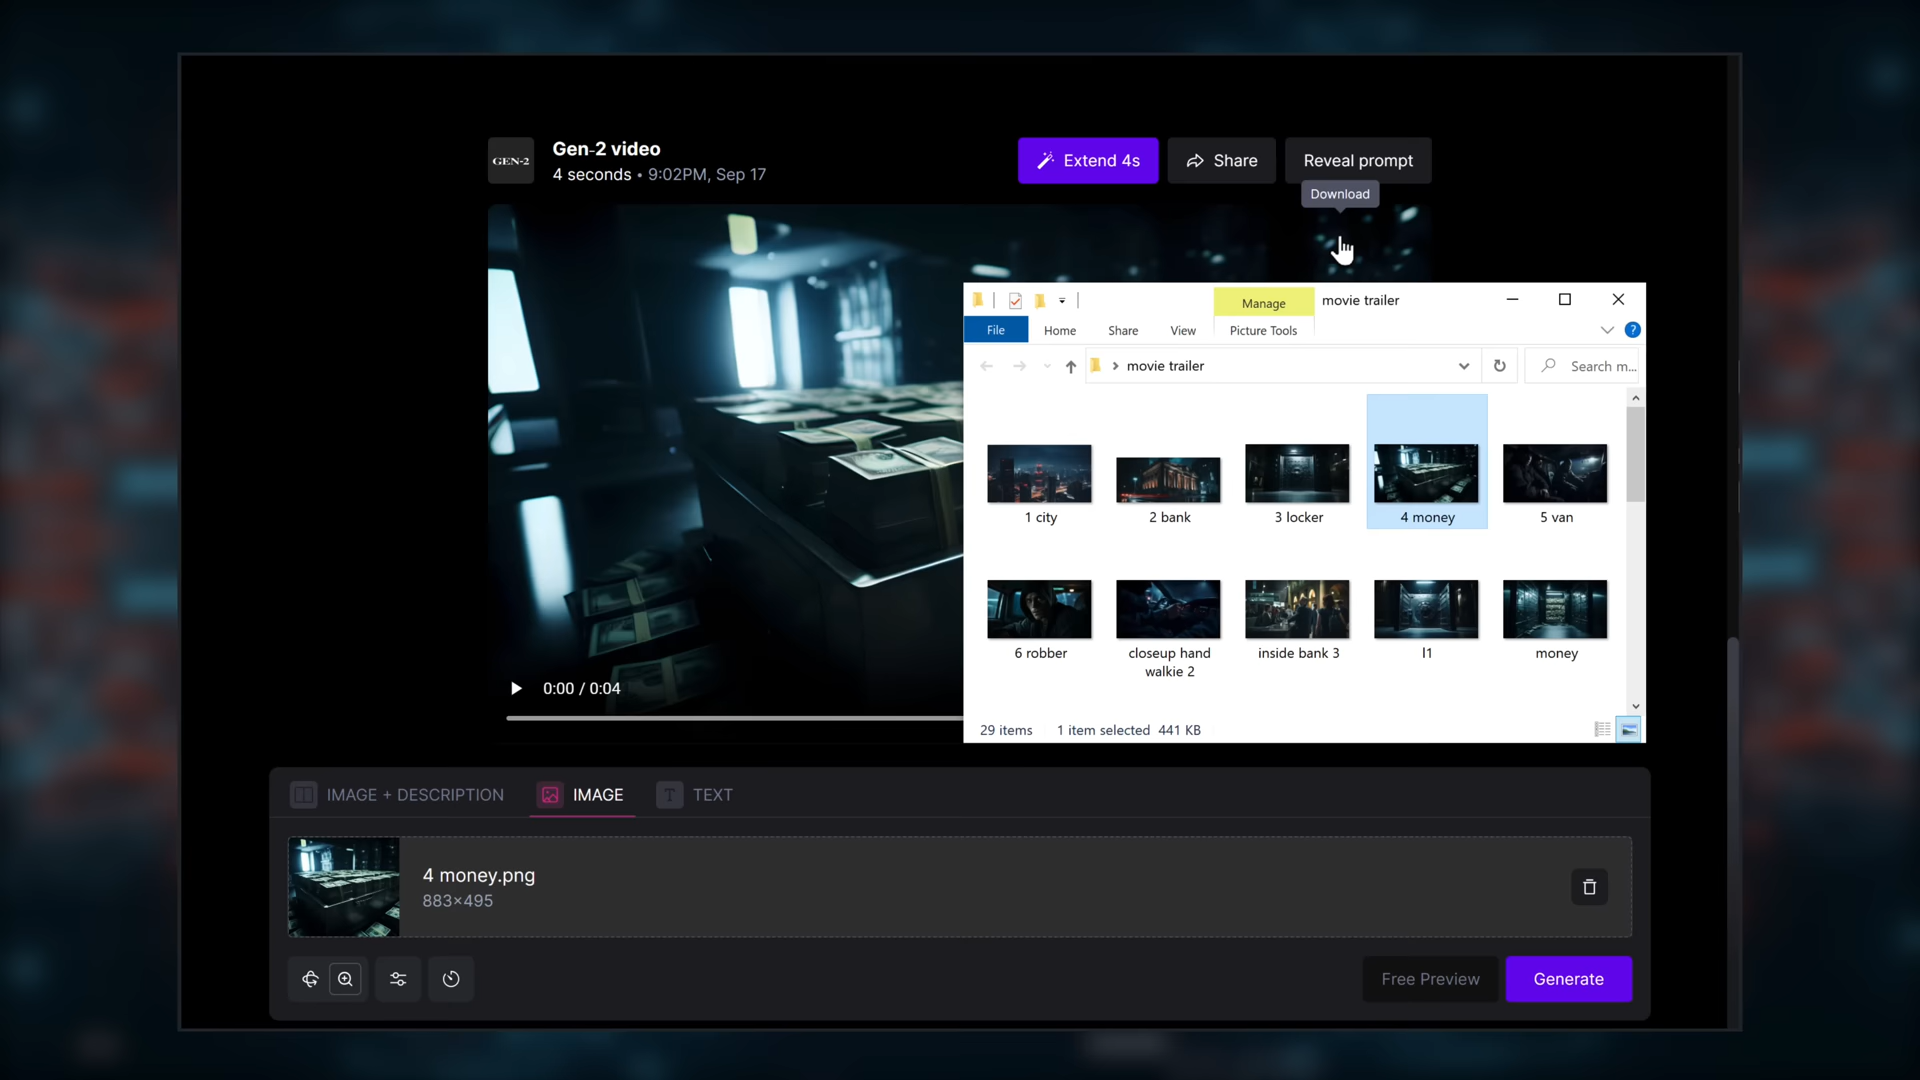 GEN-2
Gen-2 video
4 seconds • 9:02PM, Sep 17
Extend 4s
Share
Reveal prompt
Download
Manage
movie trailer
File
Home
Share
View
Picture Tools
?
movie trailer
Search m...
1 city
2 bank
3 locker
4 money
5 van
6 robber
closeup hand
walkie 2
inside bank 3
l1
money
29 items
1 item selected 441 KB
0:00 / 0:04
IMAGE + DESCRIPTION
IMAGE
T
TEXT
4 money.png
883×495
Free Preview
Generate